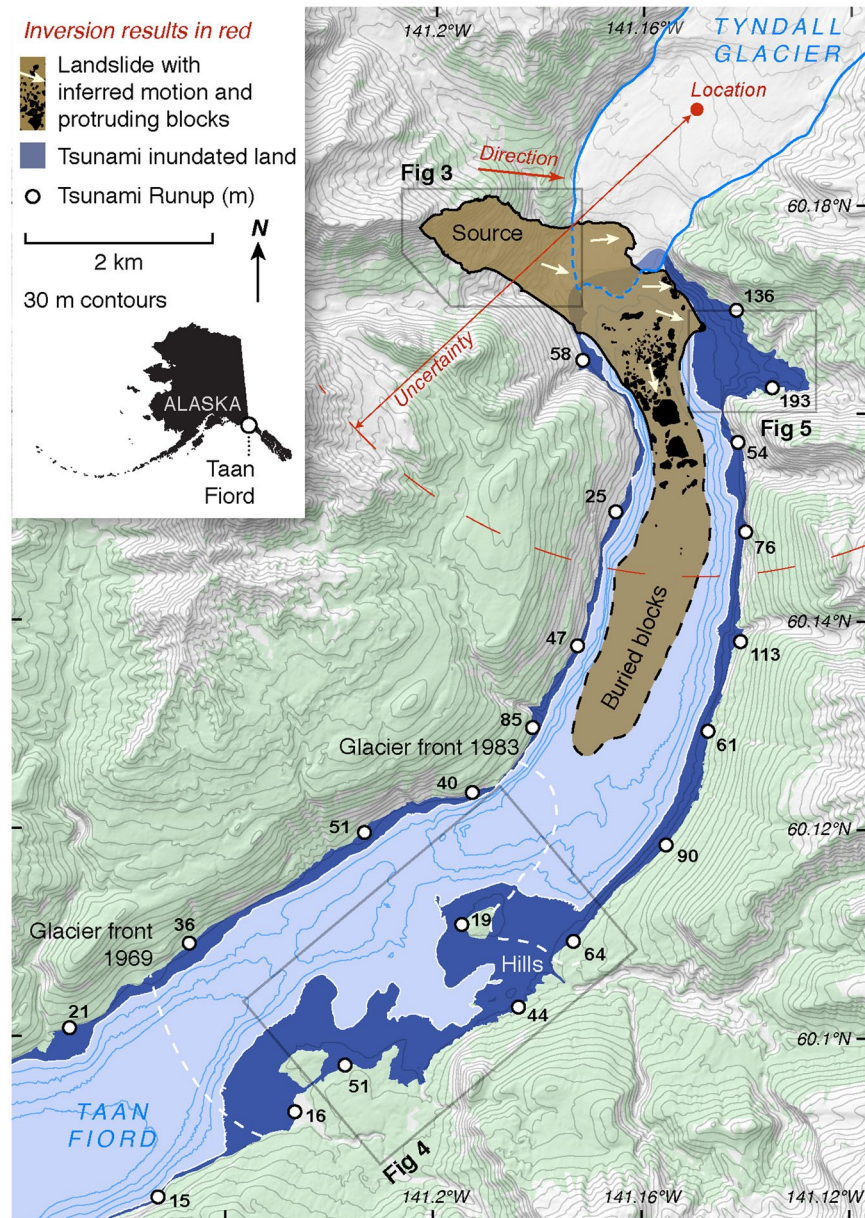 Inversion results in red
Landslide with
inferred motion and
protruding blocks
Tsunami inundated land
Tsunami Runup (m)
2 km
N
30 m contours
ALASKA
Taan
Fiord
141.2°W
141.16°W
TYNDALL
GLACIER
Location
Direction
Fig 3
60.18°N
Source
136
58
Uncertainty
193
Fig 5
54
25
76
60.14°N
47
113
Buried blocks
85
Glacier front 1983
61
40
51
60.12°N
90
36
19
Glacier front
1969
64
Hills
21
44
60.1°N
51
TAAN
FIORD
16
Fig 4
15
141.2°W
141.16°W
141.12°W